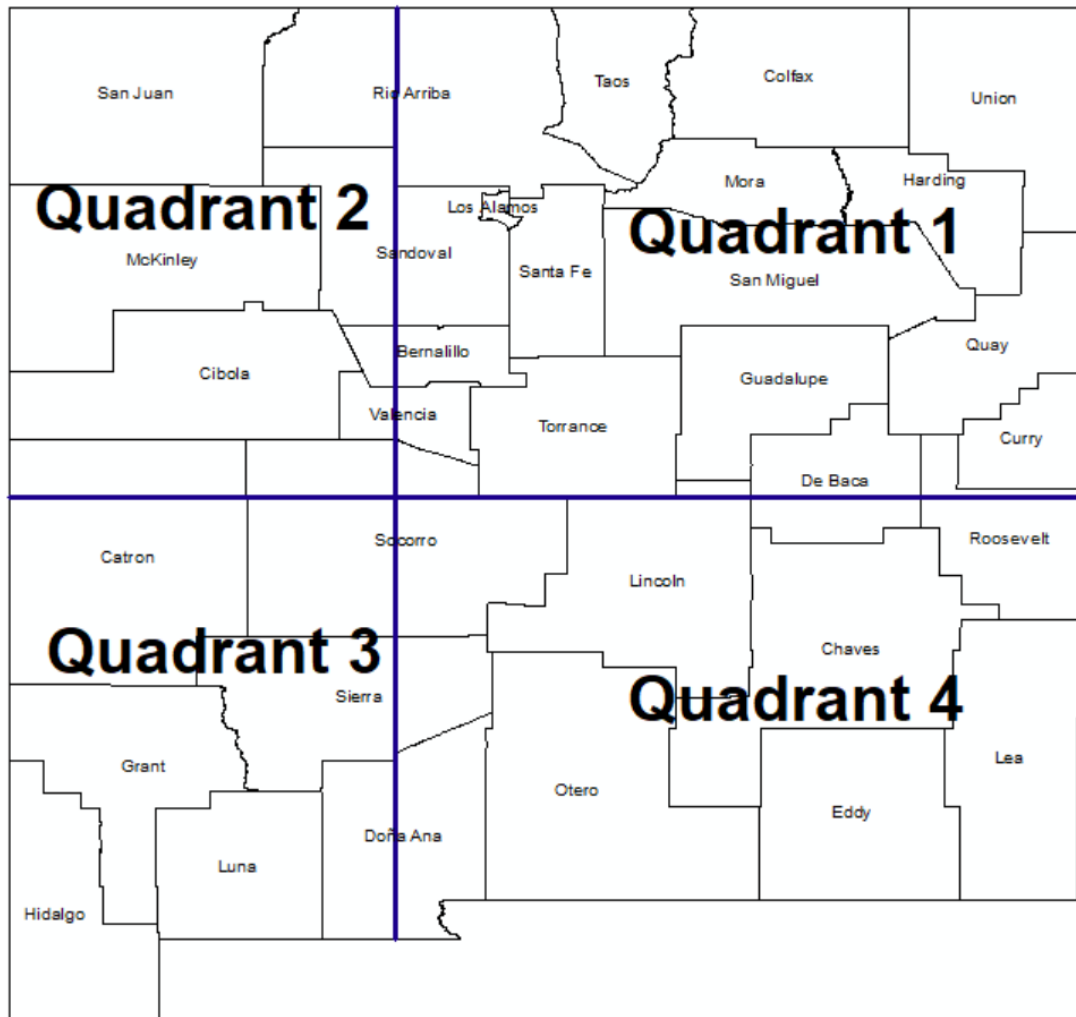 San Juan
Rio Arriba
Taos
Colfax
Union
Quadrant 2
Los Alamos
Mora
Harding
Quadrant 1
McKinley
Sandoval
Santa Fe
San Miguel
Bernalillo
Quay
Cibola
Guadalupe
Valencia
Torrance
Curry
De Baca
Catron
Socorro
Lincoln
Roosevelt
Quadrant 3
Chaves
Sierra
Quadrant 4
Grant
Otero
Lea
Luna
Doña Ana
Eddy
Hidalgo